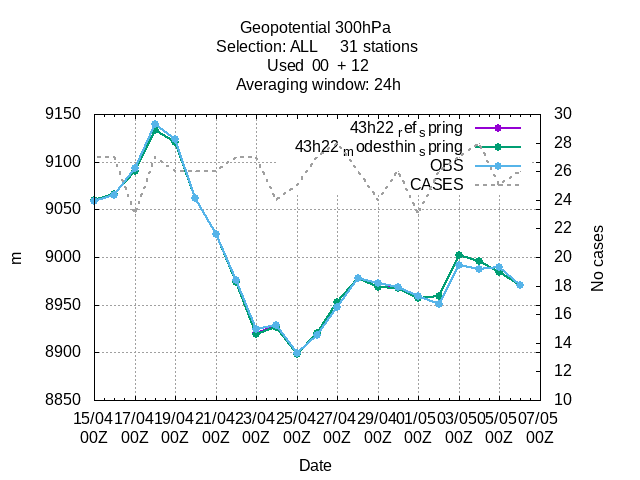 Geopotential 300hPa
Selection: ALL 31 stations
Used 00 + 12
Averaging window: 24h
9150
9100
9050
9000
8950
8900
8850
m
30
28
26
24
22
20
18
16
14
12
10
No cases
43h22_ref_spring
43h22_modesthin_spring
OBS
CASES
15/04 17/04 19/04 21/04 23/04 25/04 27/04 29/04 01/05 03/05 05/05 07/05
00Z 00Z 00Z 00Z 00Z 00Z 00Z 00Z 00Z 00Z 00Z 00Z
Date